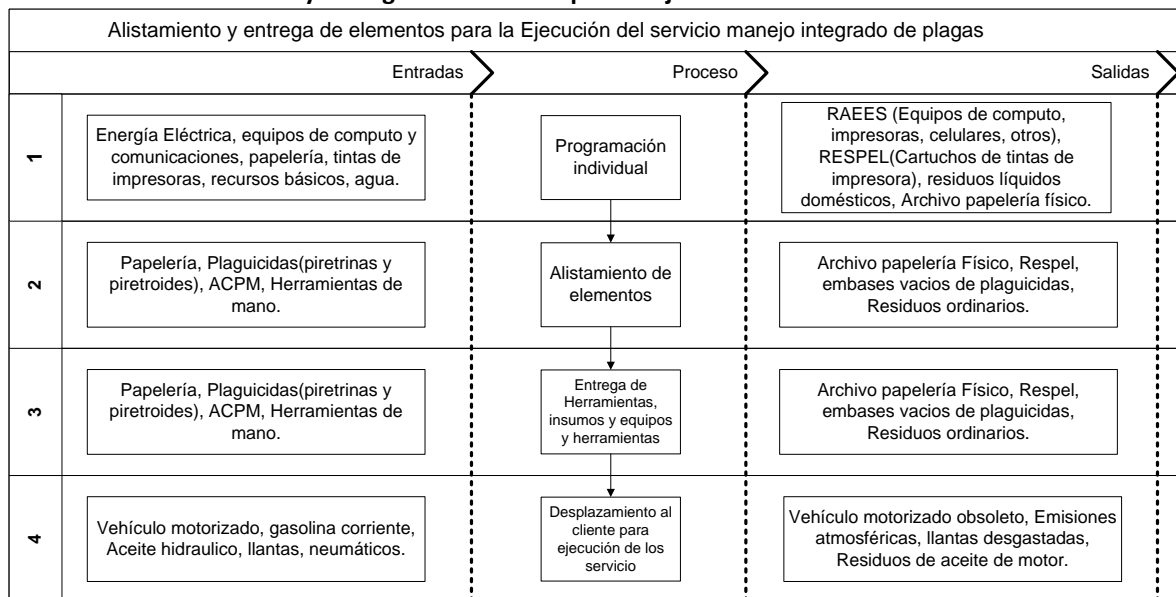 Alistamiento y entrega de elementos para la Ejecución del servicio manejo integrado de plagas
Entradas
Proceso
Salidas
1
Energía Eléctrica, equipos de computo y
comunicaciones, papelería, tintas de
impresoras, recursos básicos, agua.
Programación
individual
RAEES (Equipos de computo,
impresoras, celulares, otros),
RESPEL(Cartuchos de tintas de
impresora), residuos líquidos
domésticos, Archivo papelería físico.
2
Papelería, Plaguicidas(piretrinas y
piretroides), ACPM, Herramientas de
mano.
Alistamiento de
elementos
Archivo papelería Físico, Respel,
embases vacios de plaguicidas,
Residuos ordinarios.
3
Papelería, Plaguicidas(piretrinas y
piretroides), ACPM, Herramientas de
mano.
Entrega de
Herramientas,
insumos y equipos
y herramientas
Archivo papelería Físico, Respel,
embases vacios de plaguicidas,
Residuos ordinarios.
4
Vehículo motorizado, gasolina corriente,
Aceite hidraulico, llantas, neumáticos.
Desplazamiento al
cliente para
ejecución de los
servicio
Vehículo motorizado obsoleto, Emisiones
atmosféricas, llantas desgastadas,
Residuos de aceite de motor.